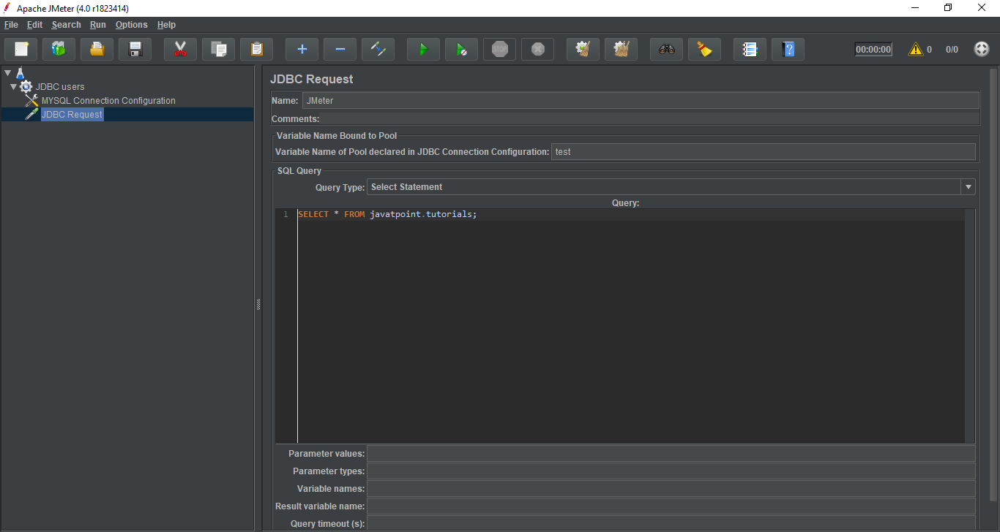 Apache JMeter (4.0 r1823414)
File Edit Search Run Options Help
STOP
?
00:00:00 0 0/0
JDBC users
MYSQL Connection Configuration
JDBC Request
JDBC Request
Name: JMeter
Comments:
Variable Name Bound to Pool
Variable Name of Pool declared in JDBC Connection Configuration: test
SQL Query
Query Type: Select Statement
Query:
1 SELECT * FROM javatpoint.tutorials;
Parameter values:
Parameter types:
Variable names:
Result variable name:
Query timeout (s):